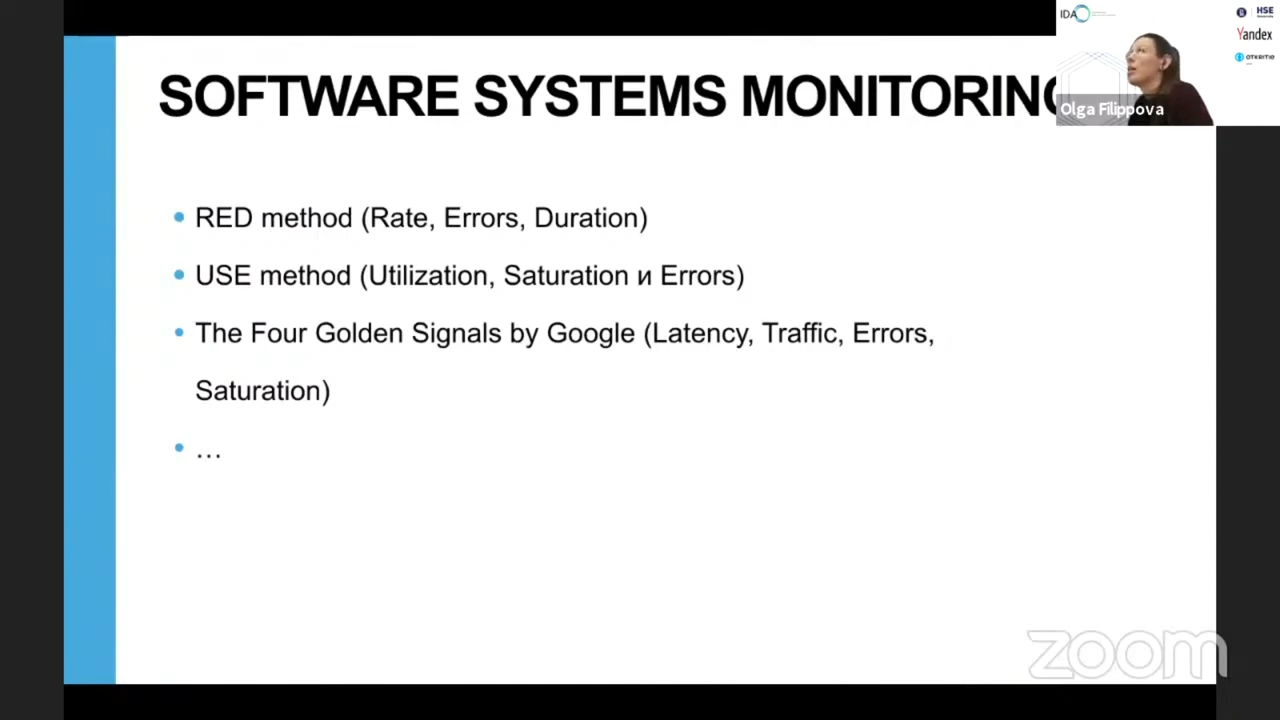 SOFTWARE SYSTEMS MONITORING
• RED method (Rate, Errors, Duration)
• USE method (Utilization, Saturation и Errors)
• The Four Golden Signals by Google (Latency, Traffic, Errors,
Saturation)
• …
IDAO
HSE
Yandex
OTKRITIE
Olga Filippova
zoom